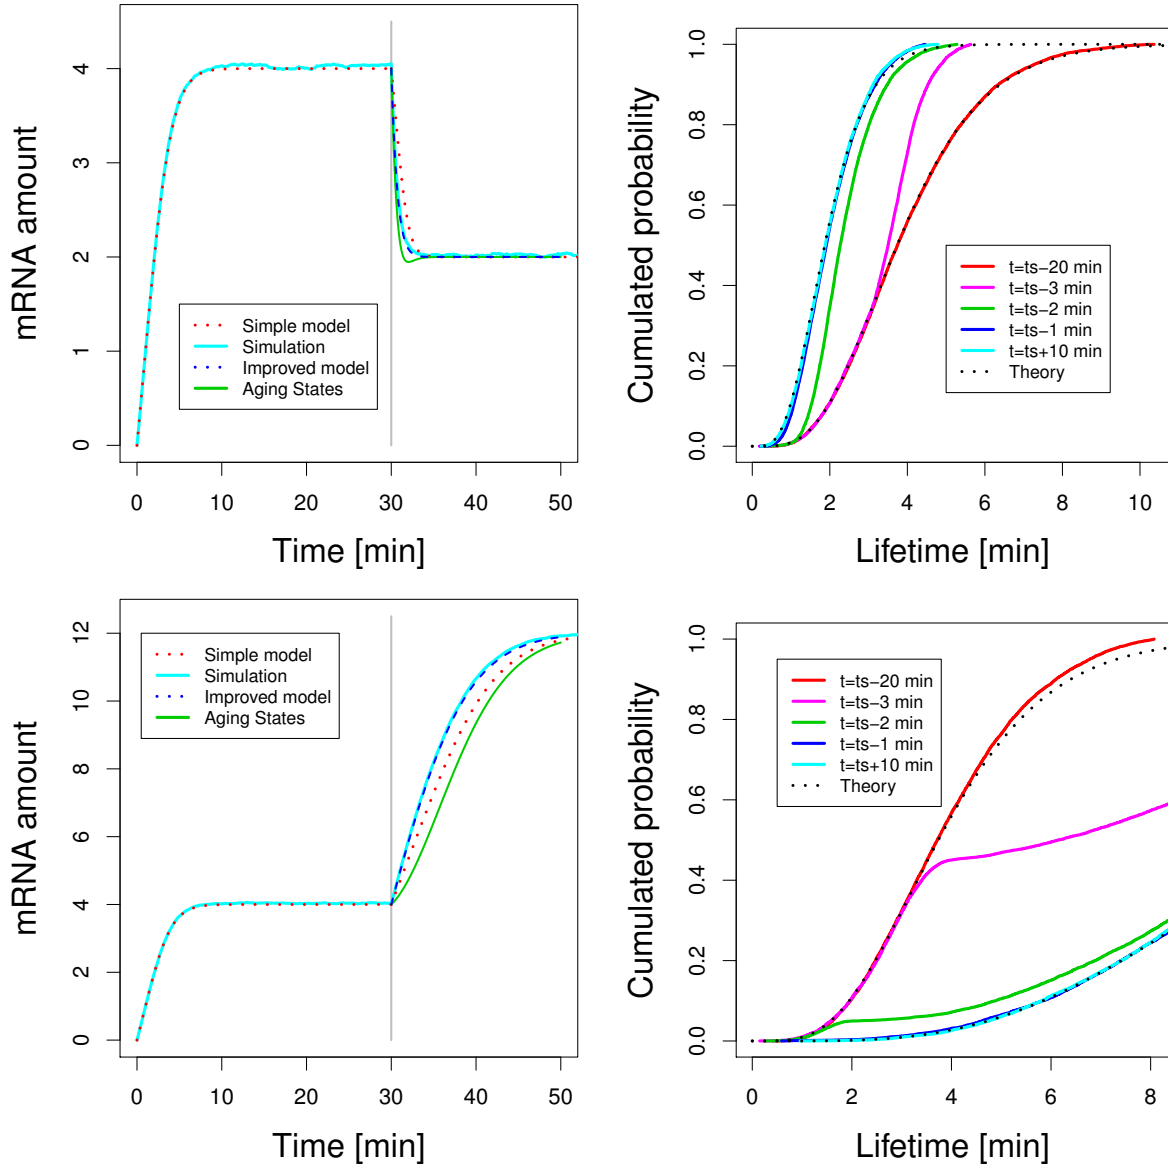 mRNA amount
4
3
2
1
0
Simple model
Simulation
Improved model
Aging States
0 10 20 30 40 50
Time [min]
Cumulated probability
1.0
0.8
0.6
0.4
0.2
0.0
t=ts−20 min
t=ts−3 min
t=ts−2 min
t=ts−1 min
t=ts+10 min
Theory
0 2 4 6 8 10
Lifetime [min]
mRNA amount
12
10
8
6
4
2
0
Simple model
Simulation
Improved model
Aging States
0 10 20 30 40 50
Time [min]
Cumulated probability
1.0
0.8
0.6
0.4
0.2
0.0
t=ts−20 min
t=ts−3 min
t=ts−2 min
t=ts−1 min
t=ts+10 min
Theory
0 2 4 6 8
Lifetime [min]